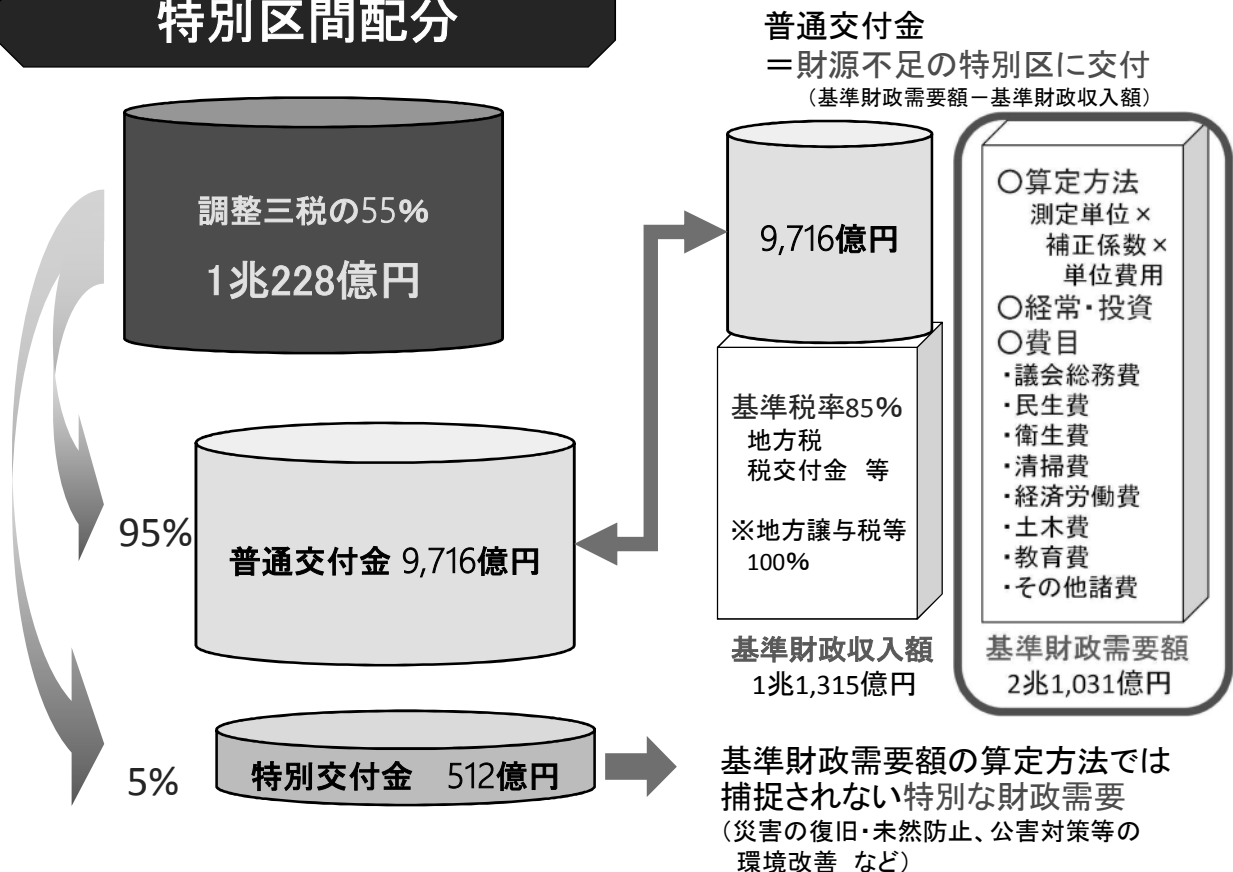 特別区間配分
調整三税の55%
1兆228億円
95%
普通交付金 9,716億円
5%
特別交付金　512億円
普通交付金
＝財源不足の特別区に交付
（基準財政需要額－基準財政収入額）
9,716億円
基準税率85%
地方税
税交付金　等
※地方譲与税等
100%
基準財政収入額
1兆1,315億円
〇算定方法
測定単位×
補正係数×
単位費用
〇経常・投資
〇費目
・議会総務費
・民生費
・衛生費
・清掃費
・経済労働費
・土木費
・教育費
・その他諸費
基準財政需要額
2兆1,031億円
基準財政需要額の算定方法では
捕捉されない特別な財政需要
（災害の復旧・未然防止、公害対策等の
環境改善　など）